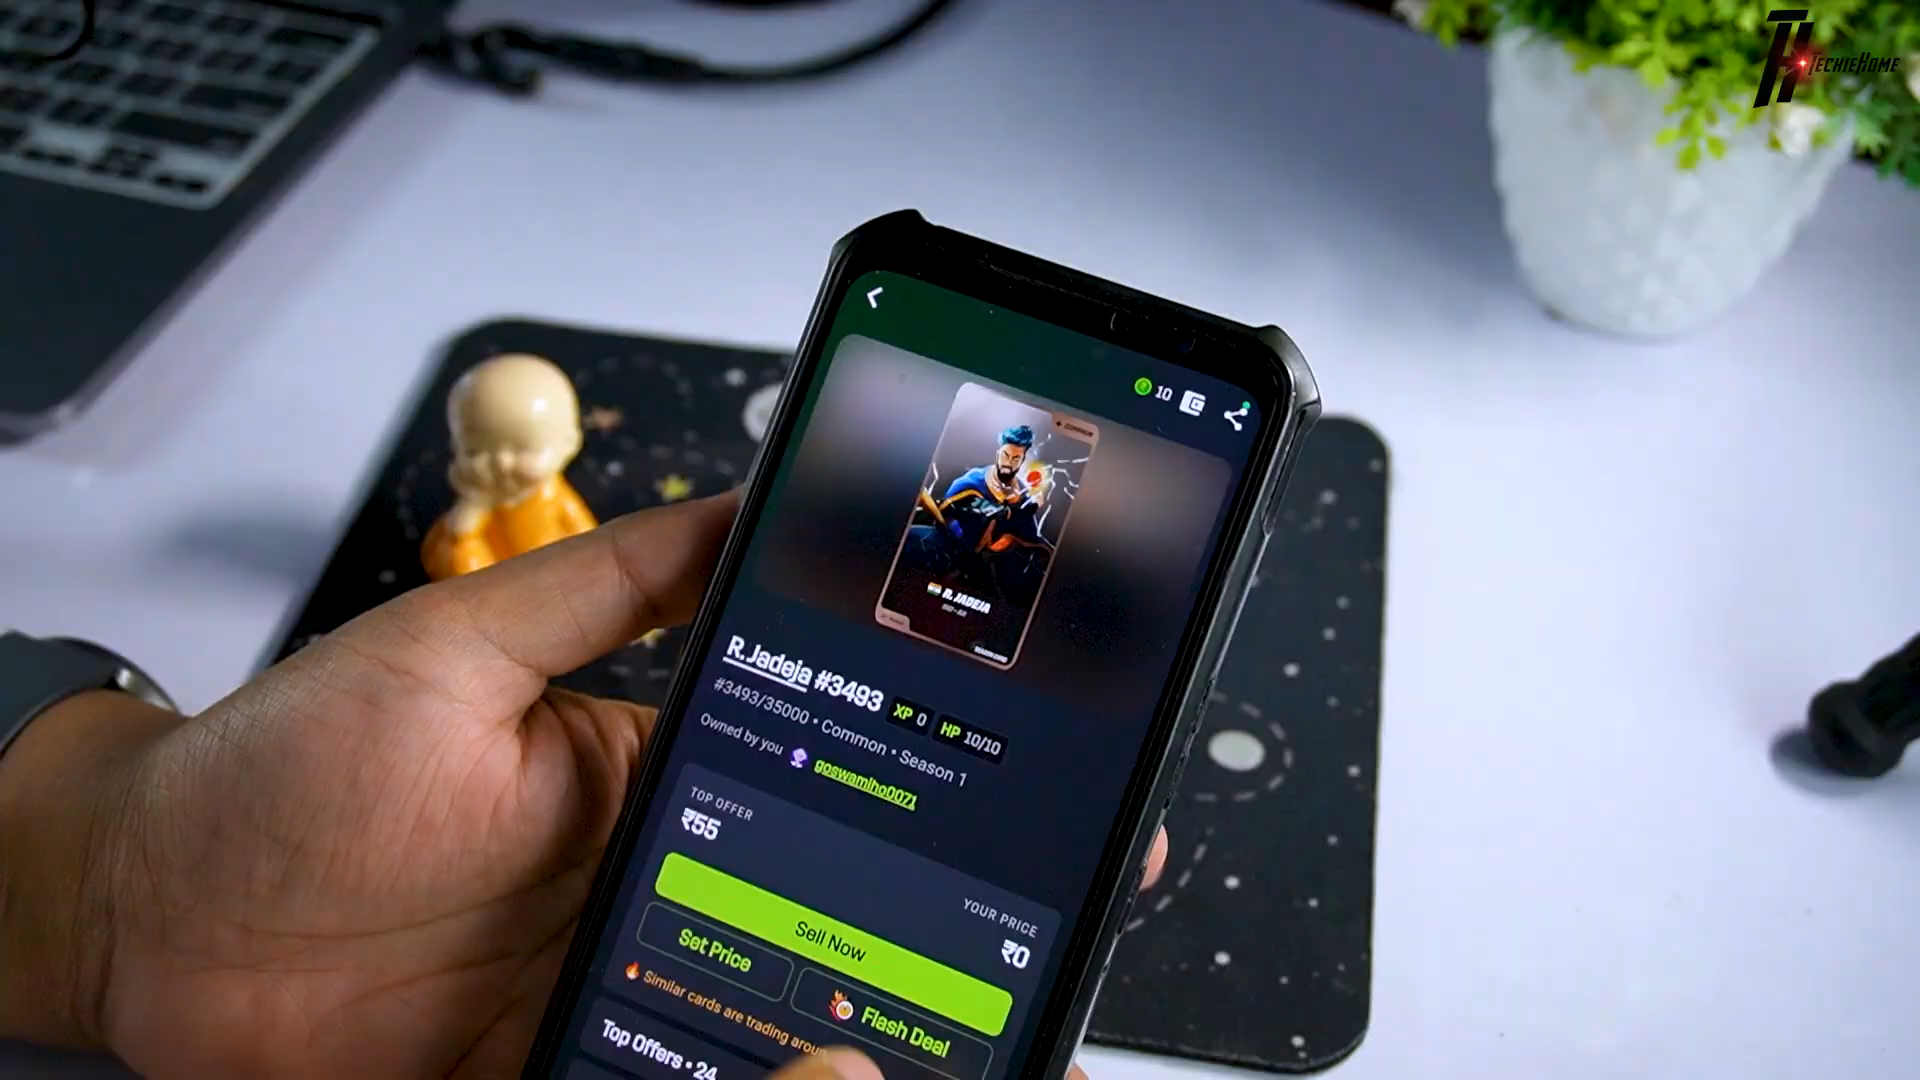 TECHIEHOME
10
COMMON
R. JADEJA
R. Jadeja #3493
XP 0
HP 10/10
#3493/35000 • Common • Season 1
Owned by you goswamiho0071
TOP OFFER
₹55
YOUR PRICE
₹0
Sell Now
Set Price
Flash Deal
Similar cards are trading aroun
Top Offers • 24